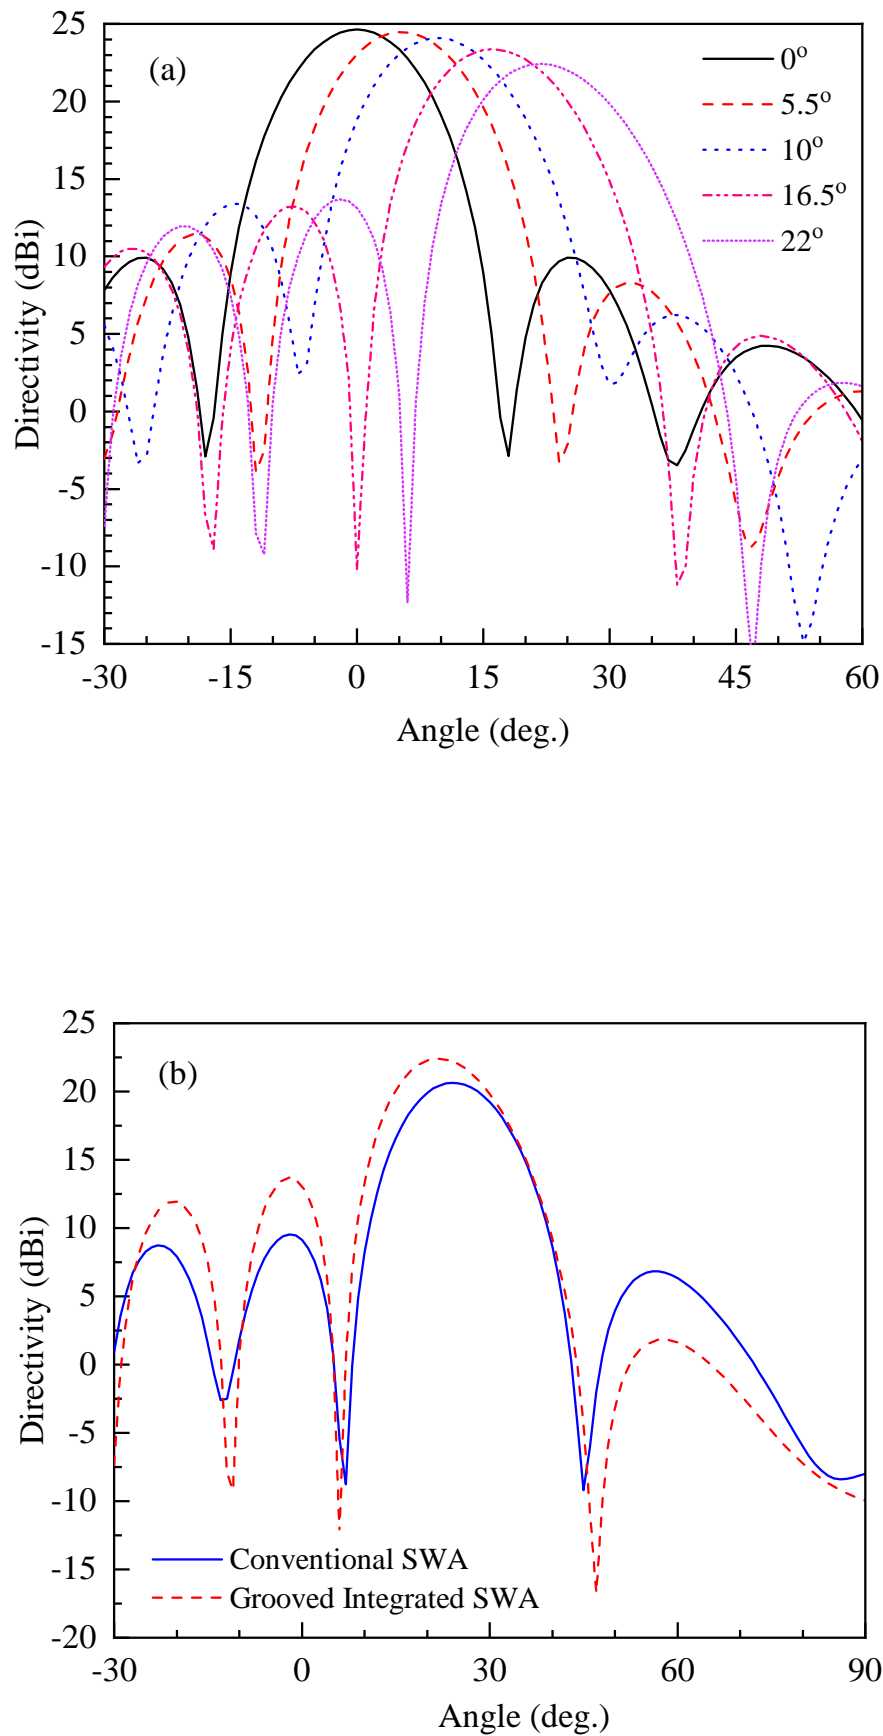 25
20
15
10
5
0
-5
-10
-15
Directivity (dBi)
(a)
0°
5.5°
10°
16.5°
22°
-30 -15 0 15 30 45 60
Angle (deg.)
25
20
15
10
5
0
-5
-10
-15
-20
Directivity (dBi)
(b)
Conventional SWA
Grooved Integrated SWA
-30 0 30 60 90
Angle (deg.)